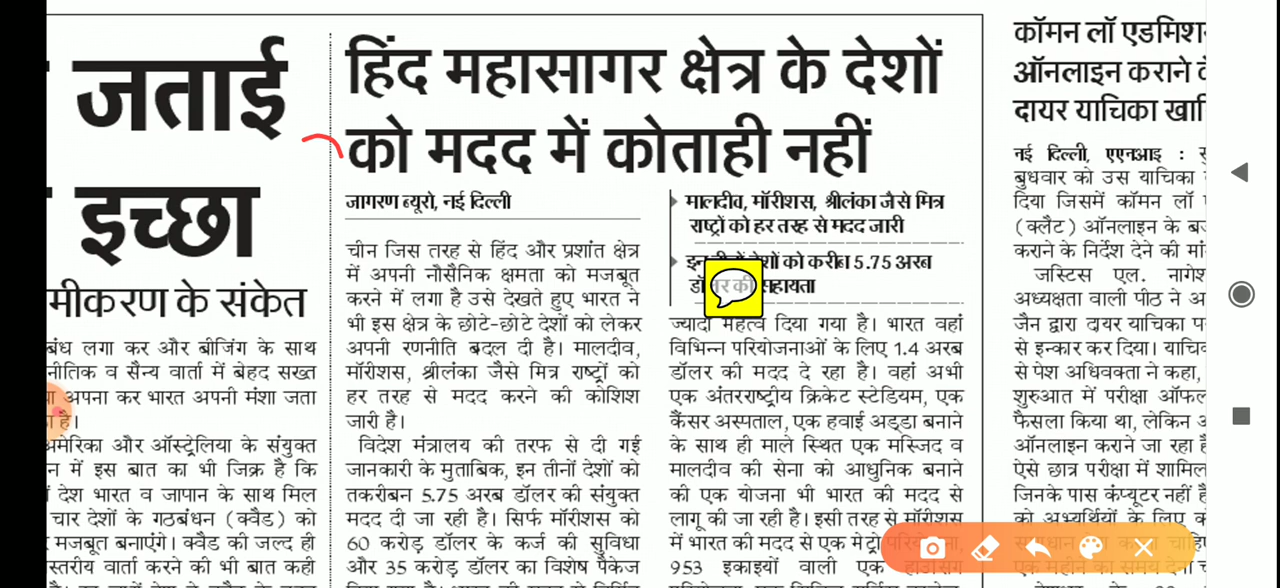 जताई
इच्छा
मीकरण के संकेत
बंध लगा कर और बीजिंग के साथ
नीतिक व सैन्य वार्ता में बेहद सख्त
अपना कर भारत अपनी मंशा जता
है।
अमेरिका और ऑस्ट्रेलिया के संयुक्त
न में इस बात का भी जिक्र है कि
देश भारत व जापान के साथ मिल
चार देशों के गठबंधन (क्वैड) को
मजबूत बनाएंगे। क्वैड की जल्द ही
स्तरीय वार्ता करने की भी बात कही
हिंद महासागर क्षेत्र के देशों
को मदद में कोताही नहीं
जागरण ब्यूरो, नई दिल्ली
चीन जिस तरह से हिंद और प्रशांत क्षेत्र
में अपनी नौसैनिक क्षमता को मजबूत
करने में लगा है उसे देखते हुए भारत ने
भी इस क्षेत्र के छोटे-छोटे देशों को लेकर
अपनी रणनीति बदल दी है। मालदीव,
मॉरीशस, श्रीलंका जैसे मित्र राष्ट्रों को
हर तरह से मदद करने की कोशिश
जारी है।
विदेश मंत्रालय की तरफ से दी गई
जानकारी के मुताबिक, इन तीनों देशों को
तकरीबन 5.75 अरब डॉलर की संयुक्त
मदद दी जा रही है। सिर्फ मॉरीशस को
60 करोड़ डॉलर के कर्ज की सुविधा
और 35 करोड़ डॉलर का विशेष पैकेज
मालदीव, मॉरीशस, श्रीलंका जैसे मित्र
राष्ट्रों को हर तरह से मदद जारी
को करीब 5.75 अरब
सहायता
ज्यादा महत्व दिया गया है। भारत वहां
विभिन्न परियोजनाओं के लिए 1.4 अरब
डॉलर की मदद दे रहा है। वहां अभी
एक अंतरराष्ट्रीय क्रिकेट स्टेडियम, एक
कैंसर अस्पताल, एक हवाई अड्डा बनाने
के साथ ही माले स्थित एक मस्जिद व
मालदीव की सेना को आधुनिक बनाने
की एक योजना भी भारत की मदद से
लागू की जा रही है। इसी तरह से मॉरीशस
में भारत की मदद से एक मेट्रो
953 इकाइयों वाली एक
कॉमन लॉ एडमिश
ऑनलाइन कराने
दायर याचिका खा
नई दिल्ली, एएनआइ :
बुधवार को उस याचिका
दिया जिसमें कॉमन लॉ
(क्लैट) ऑनलाइन के ब
कराने के निर्देश देने की मां
जस्टिस एल. नागे
अध्यक्षता वाली पीठ ने अ
जैन द्वारा दायर याचिका प
से इन्कार कर दिया। याचि
से पेश अधिवक्ता ने कहा,
शुरुआत में परीक्षा ऑफ
फैसला किया था, लेकिन
ऑनलाइन कराने जा रहा
ऐसे छात्र परीक्षा में शामिल
जिनके पास कंप्यूटर नहीं
को अभ्यर्थियों के लिए